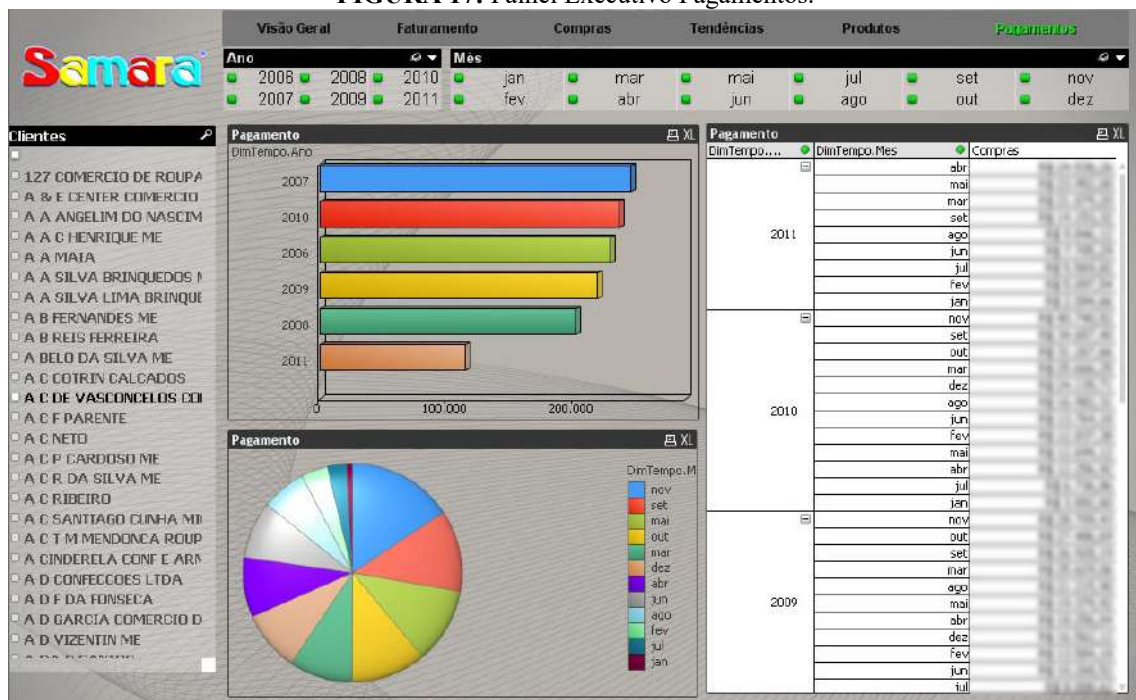 FIGURA 17. Painel Executivo Pagamentos.
Samara
Visão Geral Faturamento Compras Tendências Produtos Pagamentos
Ano
2006 2008 2010
2007 2009 2011
Mês
jan mar mai jul set nov
fev abr jun ago out dez
Clientes
127 COMERCIO DE ROUPA
A & E CENTER COMERCIO
A A ANGELIM DO NASCIM
A A C HENRIQUE ME
A A MAIA
A A SILVA BRINQUEDOS
A A SILVA LIMA BRINQUE
A B FERNANDES ME
A B REIS FERREIRA
A BELO DA SILVA ME
A C COTRIN CALCADOS
A C DE VASCONCELOS
A C F PARENTE
A C NETO
A C P CARDOSO ME
A C R DA SILVA ME
A C RIBEIRO
A C SANTIAGO CUNHA
A C T M MENDONCA ROUP
A CINDERELA CONF E
A D CONFECCOES LTDA
A D F DA FONSECA
A D GARCIA COMERCIO D
A D VIZENTIN ME
Pagamento XL
DimTempo.Ano
2007
2010
2006
2009
2008
2011
0 100.000 200.000
Pagamento XL
DimTempo.M
nov
set
mai
out
mar
dez
abr
jun
ago
fev
jul
jan
Pagamento XL
DimTempo.... DimTempo.Mes Compras
2011
abr
mai
mar
set
ago
jun
jul
fev
jan
2010
nov
set
out
mar
dez
ago
jun
fev
mai
abr
jul
jan
2009
nov
out
set
mar
ago
mai
abr
dez
fev
jun
jul